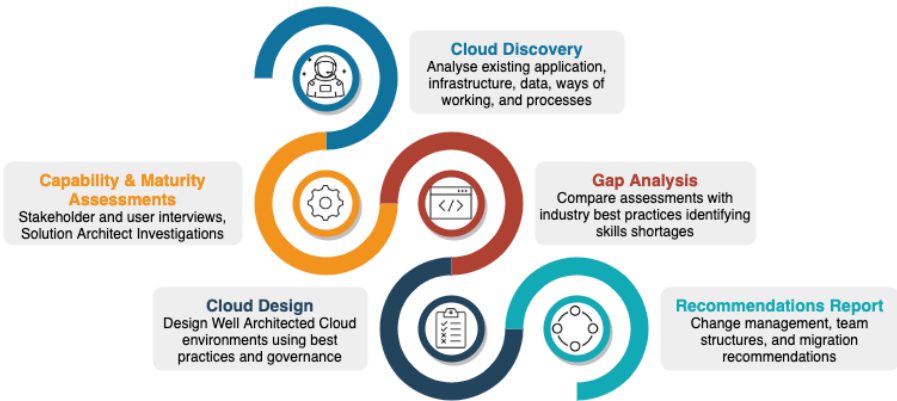 Cloud Discovery
Analyse existing application,
infrastructure, data, ways of
working, and processes
Capability & Maturity
Assessments
Stakeholder and user interviews,
Solution Architect Investigations
Gap Analysis
Compare assessments with
industry best practices identifying
skills shortages
</>
Cloud Design
Design Well Architected Cloud
environments using best
practices and governance
Recommendations Report
Change management, team
structures, and migration
recommendations